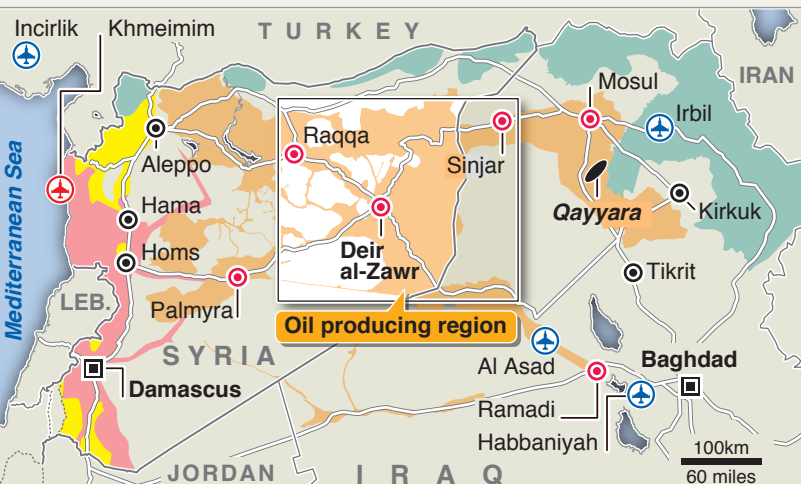 Incirlik
Khmeimim
TURKEY
IRAN
Mosul
Irbil
Raqqa
Sinjar
Aleppo
Mediterranean Sea
Hama
Qayyara
Kirkuk
Homs
Deir
al-Zawr
Tikrit
LEB.
Palmyra
Oil producing region
SYRIA
Al Asad
Baghdad
Damascus
Ramadi
Habbaniyah
100km
60 miles
JORDAN
IRAQ